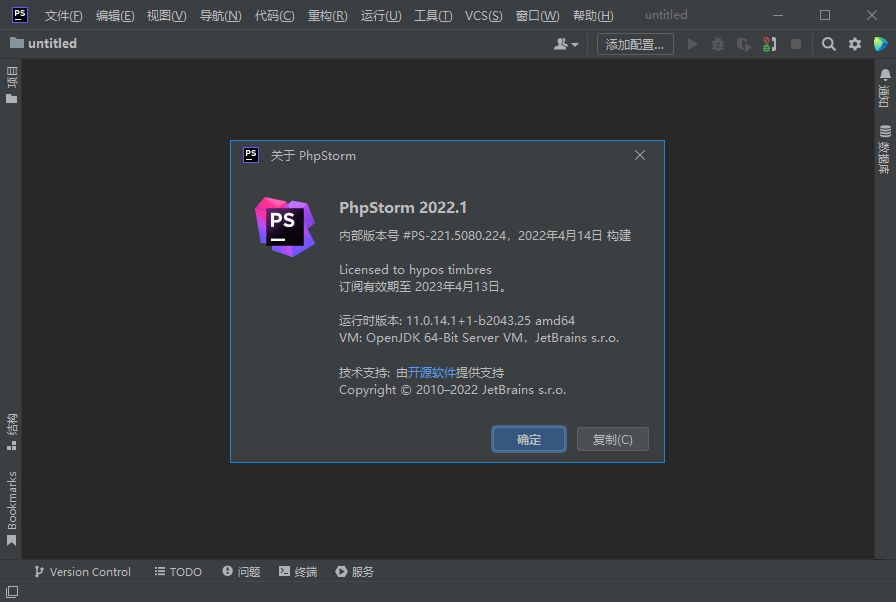 PS 文件(F) 编辑(E) 视图(V) 导航(N) 代码(C) 重构(R) 运行(U) 工具(T) VCS(S) 窗口(W) 帮助(H) untitled
untitled 添加配置...
项目
通知
数据库
PS 关于 PhpStorm
PS
PhpStorm 2022.1
内部版本号 #PS-221.5080.224，2022年4月14日 构建
Licensed to hypos timbres
订阅有效期至 2023年4月13日。
运行时版本: 11.0.14.1+1-b2043.25 amd64
VM: OpenJDK 64-Bit Server VM，JetBrains s.r.o.
技术支持: 由开源软件提供支持
Copyright © 2010–2022 JetBrains s.r.o.
确定 复制(C)
结构
Bookmarks
Version Control TODO 问题 终端 服务